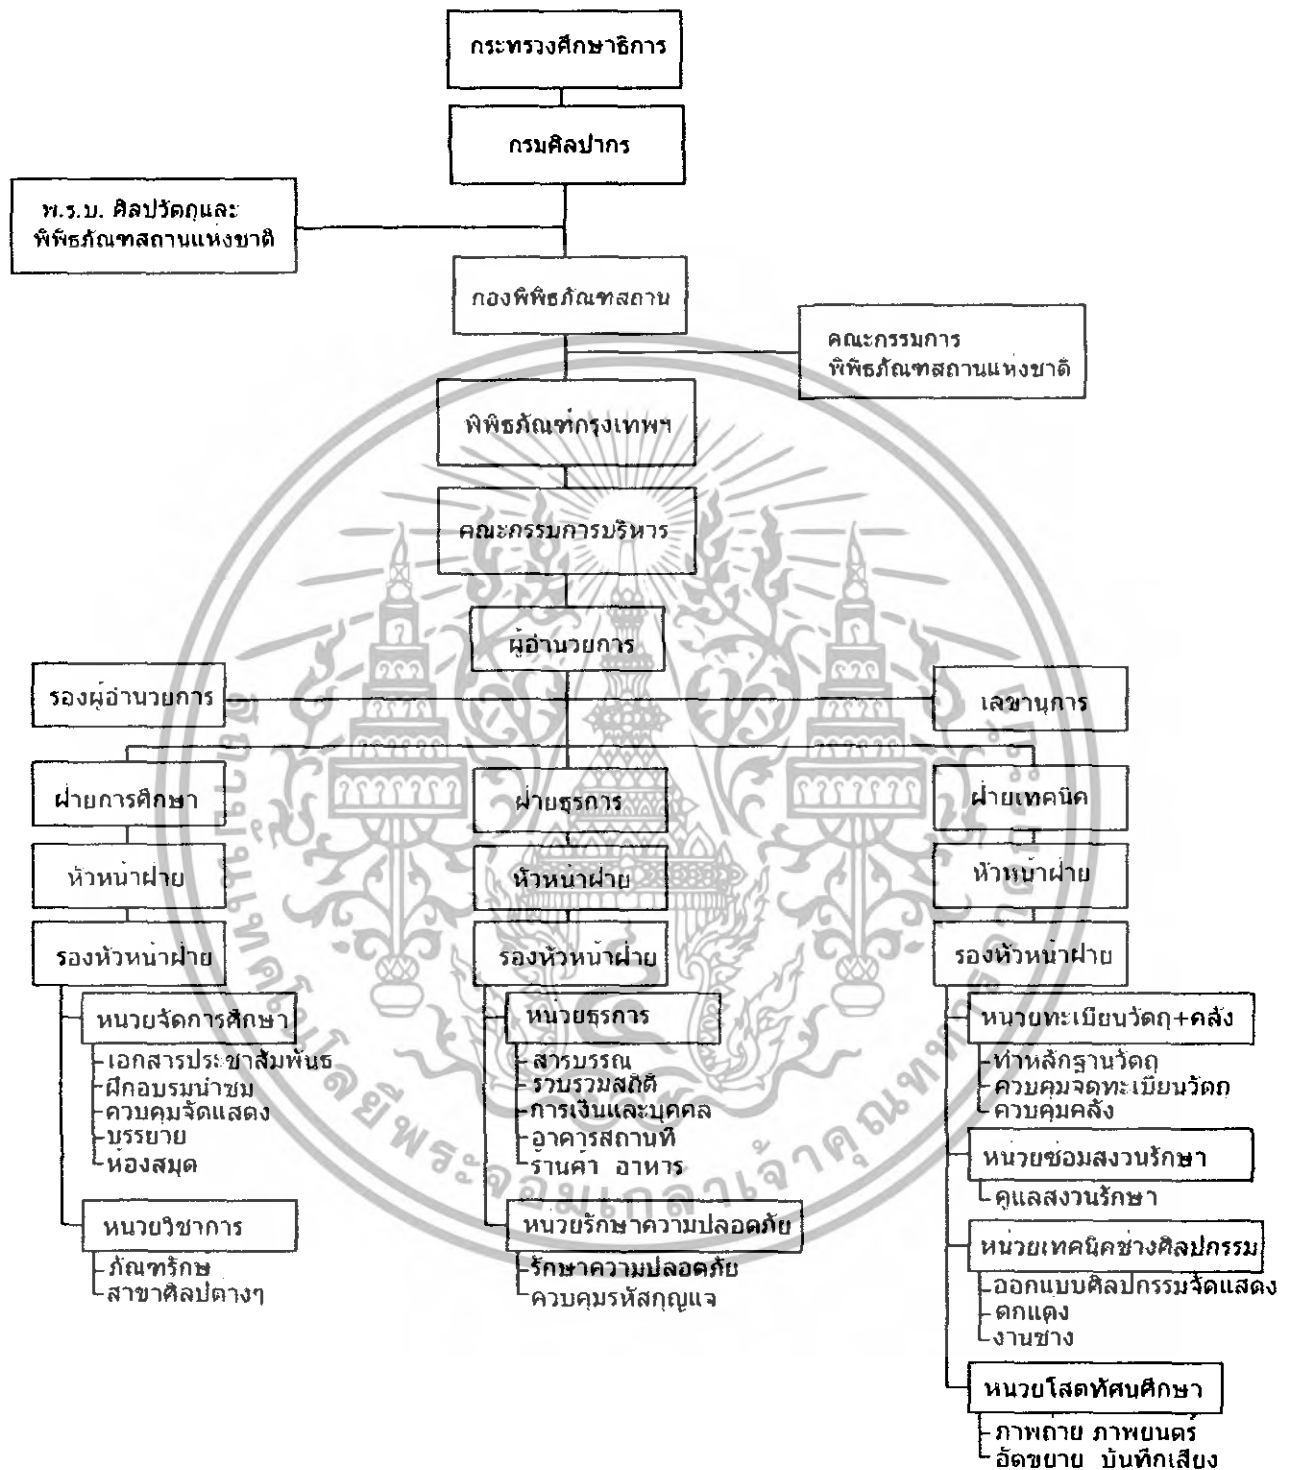 กระทรวงศึกษาธิการ
กรมศิลปากร
พ.ร.บ. ศิลปวัตถุและ
พิพิธภัณฑสถานแห่งชาติ
กองพิพิธภัณฑสถาน
คณะกรรมการ
พิพิธภัณฑสถานแห่งชาติ
พิพิธภัณฑ์กรุงเทพฯ
คณะกรรมการบริหาร
ผู้อำนวยการ
รองผู้อำนวยการ
เลขานุการ
ฝ่ายการศึกษา
ฝ่ายธุรการ
ฝ่ายเทคนิค
หัวหน้าฝ่าย
หัวหน้าฝ่าย
หัวหน้าฝ่าย
รองหัวหน้าฝ่าย
รองหัวหน้าฝ่าย
รองหัวหน้าฝ่าย
หน่วยจัดการศึกษา
เอกสารประชาสัมพันธ์
ฝึกอบรมนำชม
ควบคุมจัดแสดง
บรรยาย
ห้องสมุด
หน่วยวิชาการ
ภัณฑรักษ์
สาขาศิลปต่างๆ
หน่วยธุรการ
สารบรรณ
รวบรวมสถิติ
การเงินและบุคคล
อาคารสถานที่
ร้านค้า อาหาร
หน่วยรักษาความปลอดภัย
รักษาความปลอดภัย
ควบคุมรหัสกุญแจ
หน่วยทะเบียนวัตถุ+คลัง
ทำหลักฐานวัตถุ
ควบคุมจดทะเบียนวัตถุ
ควบคุมคลัง
หน่วยซ่อมสงวนรักษา
ดูแลสงวนรักษา
หน่วยเทคนิคช่างศิลปกรรม
ออกแบบศิลปกรรมจัดแสดง
ตกแต่ง
งานช่าง
หน่วยโสตทัศนศึกษา
ภาพถ่าย ภาพยนตร์
อัดขยาย บันทึกเสียง